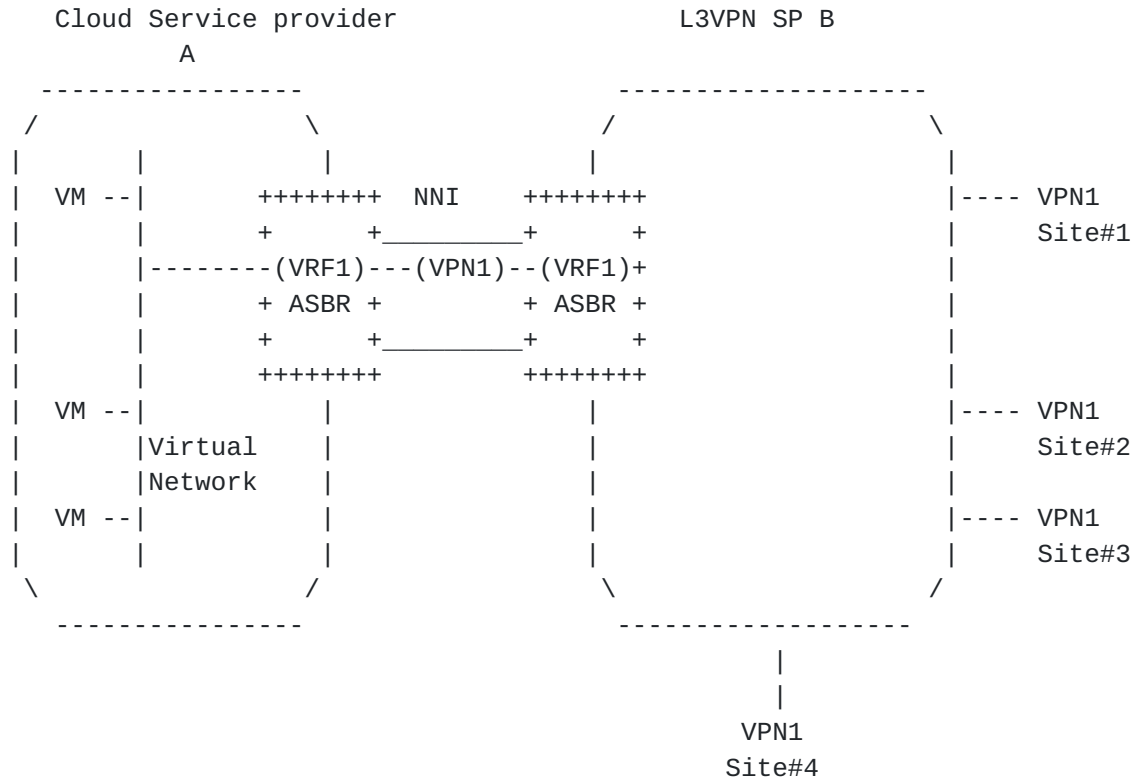 Cloud Service provider L3VPN SP B
A
VM NNI VPN1
Site#1
(VRF1) (VPN1) (VRF1)
ASBR ASBR
VM VPN1
Virtual Site#2
Network
VM VPN1
Site#3
VPN1
Site#4